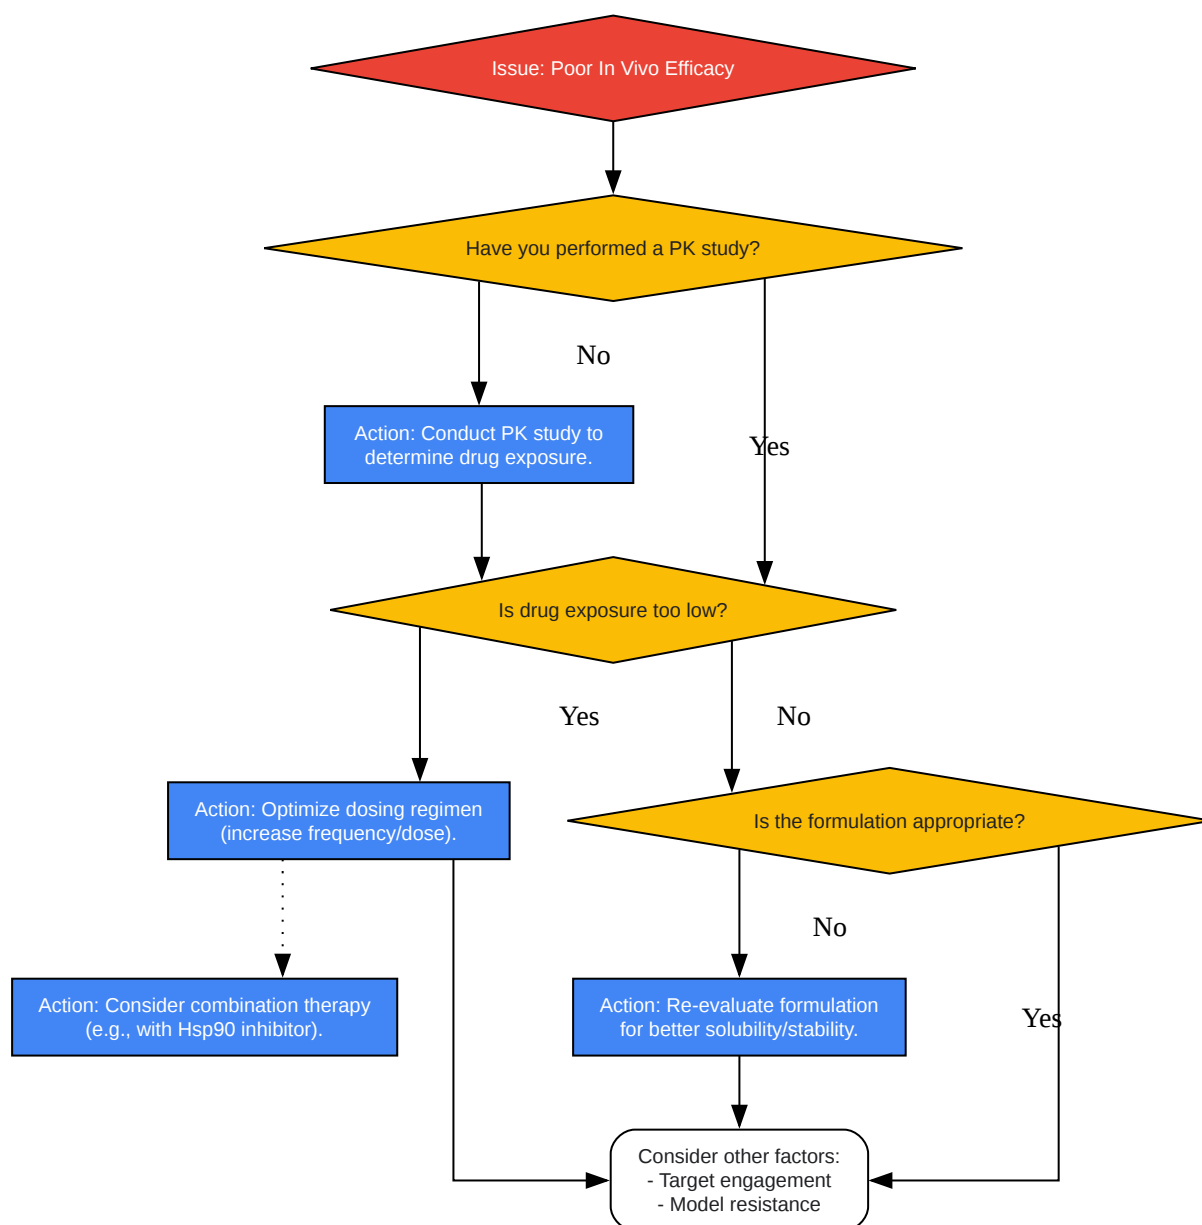 Issue: Poor In Vivo Efficacy
Have you performed a PK study?
No
Action: Conduct PK study to
determine drug exposure.
Yes
Is drug exposure too low?
Yes
No
Action: Optimize dosing regimen
(increase frequency/dose).
Is the formulation appropriate?
No
Action: Consider combination therapy
(e.g., with Hsp90 inhibitor).
Action: Re-evaluate formulation
for better solubility/stability.
Yes
Consider other factors:
- Target engagement
- Model resistance